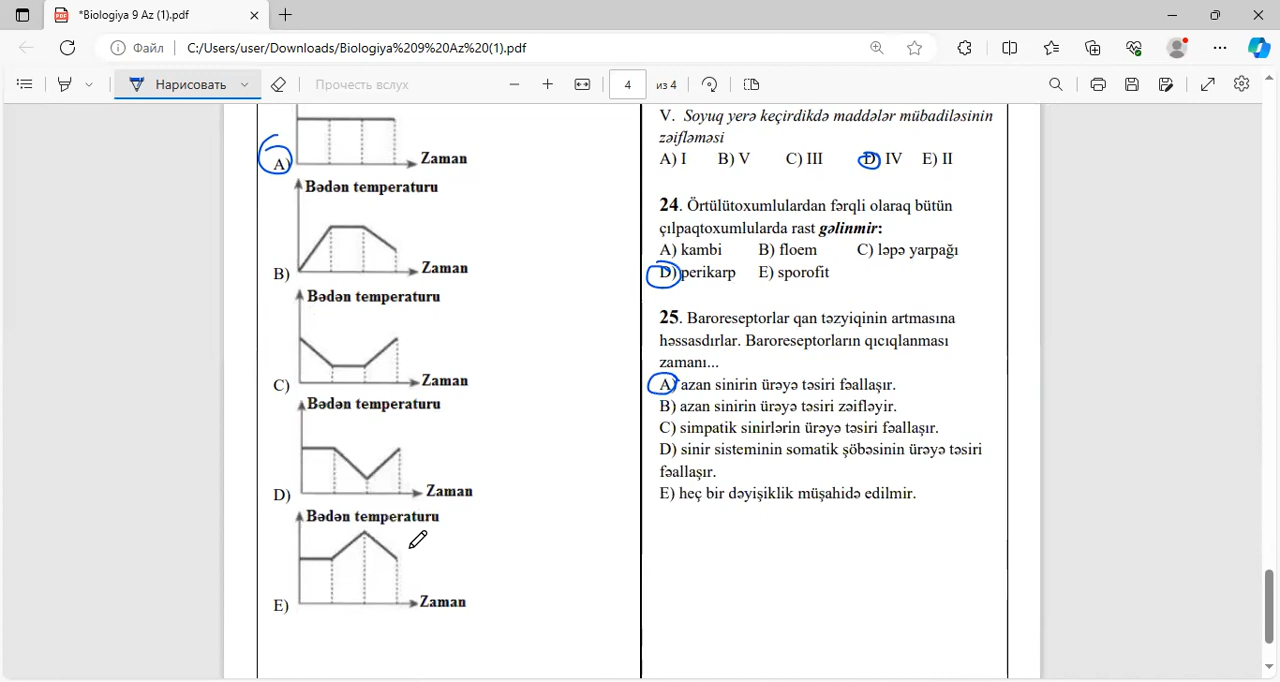 *Biologiya 9 Az (1).pdf
Файл
C:/Users/user/Downloads/Biologiya%209%20Az%20(1).pdf
Нарисовать
Прочесть вслух
4
из 4
Zaman
A)
Bədən temperaturu
Zaman
B)
Bədən temperaturu
Zaman
C)
Bədən temperaturu
Zaman
D)
Bədən temperaturu
Zaman
E)
V. Soyuq yerə keçirdikdə maddələr mübadiləsinin
zəifləməsi
A) I B) V C) III D) IV E) II
24. Örtülütoxumlulardan fərqli olaraq bütün
çılpaqtoxumlularda rast gəlinmir:
A) kambi B) floem C) ləpə yarpağı
D) perikarp E) sporofit
25. Baroreseptorlar qan təzyiqinin artmasına
həssasdırlar. Baroreseptorların qıcıqlanması
zamanı...
A) azan sinirin ürəyə təsiri fəallaşır.
B) azan sinirin ürəyə təsiri zəifləyir.
C) simpatik sinirlərin ürəyə təsiri fəallaşır.
D) sinir sisteminin somatik şöbəsinin ürəyə təsiri
fəallaşır.
E) heç bir dəyişiklik müşahidə edilmir.